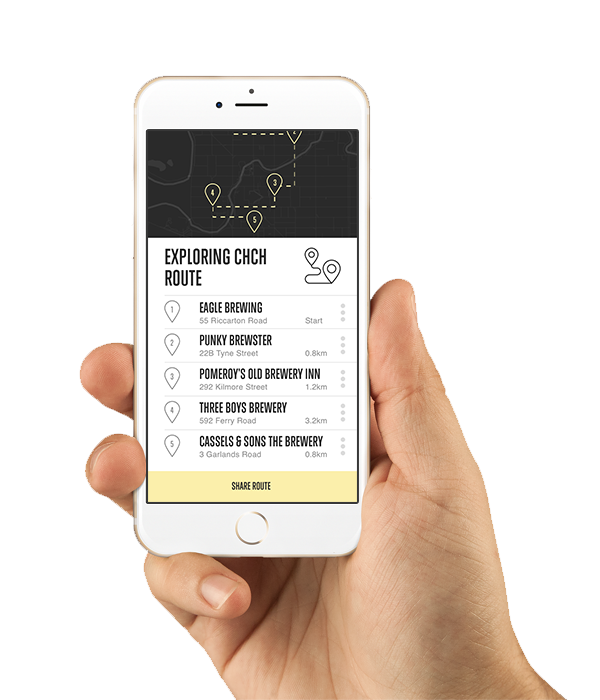 2
3
4
5
EXPLORING CHCH
ROUTE
1 EAGLE BREWING
55 Riccarton Road Start
2 PUNKY BREWSTER
22B Tyne Street 0.8km
3 POMEROY'S OLD BREWERY INN
292 Kilmore Street 1.2km
4 THREE BOYS BREWERY
592 Ferry Road 3.2km
5 CASSELS & SONS THE BREWERY
3 Garlands Road 0.8km
SHARE ROUTE